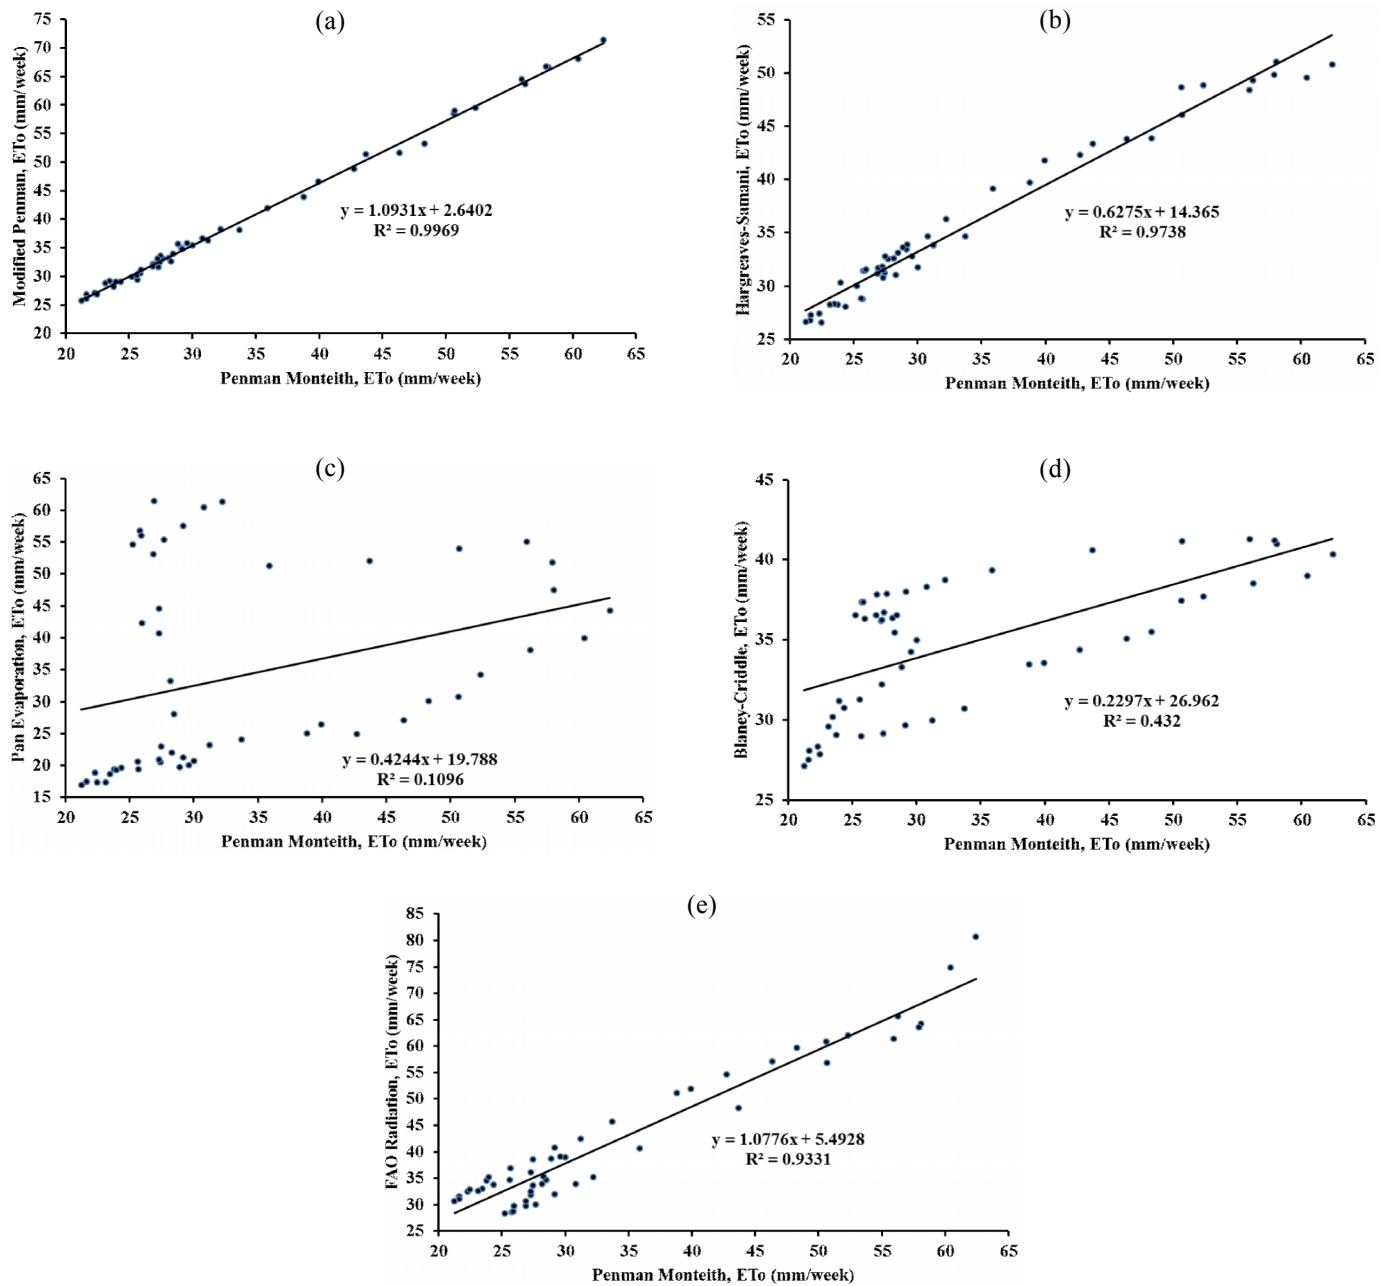 (a)
75
70
65
60
55
50
45
40
35
30
25
20
Modified Penman, ETo (mm/week)
y = 1.0931x + 2.6402
R² = 0.9969
20 25 30 35 40 45 50 55 60 65
Penman Monteith, ETo (mm/week)
(b)
55
50
45
40
35
30
25
Hargreaves-Samani, ETo (mm/week)
y = 0.6275x + 14.365
R² = 0.9738
20 25 30 35 40 45 50 55 60 65
Penman Monteith, ETo (mm/week)
(c)
65
60
55
50
45
40
35
30
25
20
15
Pan Evaporation, ETo (mm/week)
y = 0.4244x + 19.788
R² = 0.1096
20 25 30 35 40 45 50 55 60 65
Penman Monteith, ETo (mm/week)
(d)
45
40
35
30
25
Blaney-Criddle, ETo (mm/week)
y = 0.2297x + 26.962
R² = 0.432
20 25 30 35 40 45 50 55 60 65
Penman Monteith, ETo (mm/week)
(e)
85
80
75
70
65
60
55
50
45
40
35
30
25
FAO Radiation, ETo (mm/week)
y = 1.0776x + 5.4928
R² = 0.9331
20 25 30 35 40 45 50 55 60 65
Penman Monteith, ETo (mm/week)